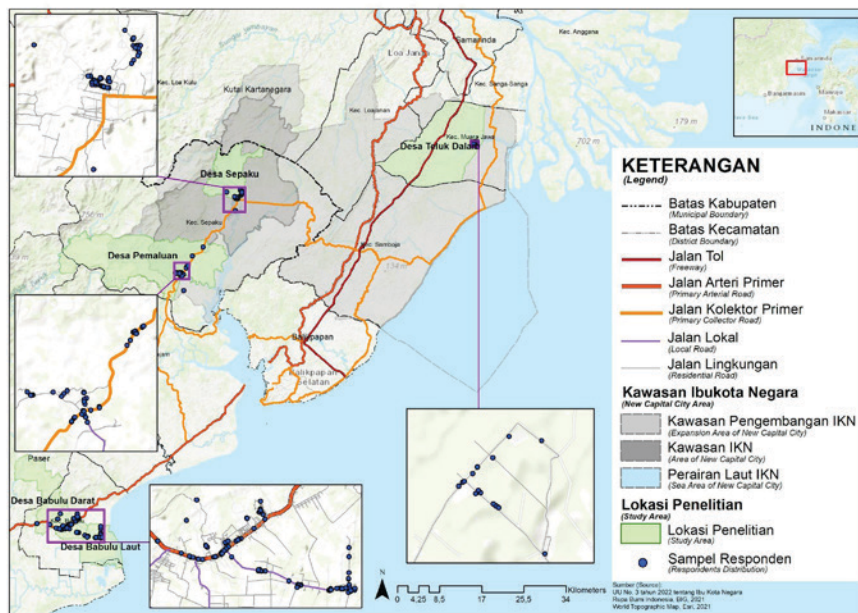 Kec. Loa Kulu
Kutai Kartanegara
Loa Janan
Samarinda
Kec. Anggana
Kec. Sanga-Sanga
Kec. Loajanan
Kec. Muara Jawa
Desa Teluk Dalam
179 m
702 m
Desa Sepaku
Kec. Sepaku
Desa Pemaluan
Kec. Samboja
134 m
Balikpapan
Balikpapan
Selatan
Paser
Desa Babulu Darat
Desa Babulu Laut
Samarinda
Balikpapan
Mamuju
Makassar
INDONE
KETERANGAN
(Legend)
Batas Kabupaten
(Municipal Boundary)
Batas Kecamatan
(District Boundary)
Jalan Tol
(Freeway)
Jalan Arteri Primer
(Primary Arterial Road)
Jalan Kolektor Primer
(Primary Collector Road)
Jalan Lokal
(Local Road)
Jalan Lingkungan
(Residential Road)
Kawasan Ibukota Negara
(New Capital City Area)
Kawasan Pengembangan IKN
(Expansion Area of New Capital City)
Kawasan IKN
(Area of New Capital City)
Perairan Laut IKN
(Sea Area of New Capital City)
Lokasi Penelitian
(Study Area)
Lokasi Penelitian
(Study Area)
Sampel Responden
(Respondents Distribution)
Sumber (Source):
UU No. 3 tahun 2022 tentang Ibu Kota Negara
Rupa Bumi Indonesia, BIG, 2021
World Topographic Map, Esri, 2021
N
Kilometers
0 4,25 8,5 17 25,5 34